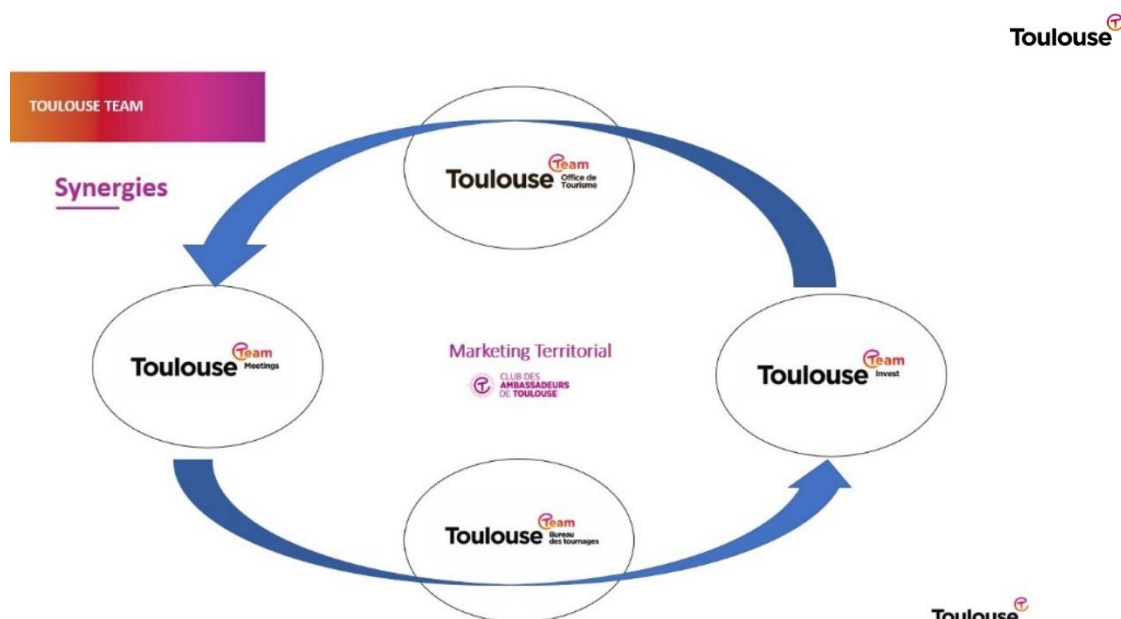 Toulouse
TOULOUSE TEAM
Synergies
Toulouse Team
Office de
Tourisme
Toulouse Team
Meetings
Marketing Territorial
CLUB DES
AMBASSADEURS
DE TOULOUSE
Toulouse Team
Invest
Toulouse Team
Bureau
des tournages
Toulouse